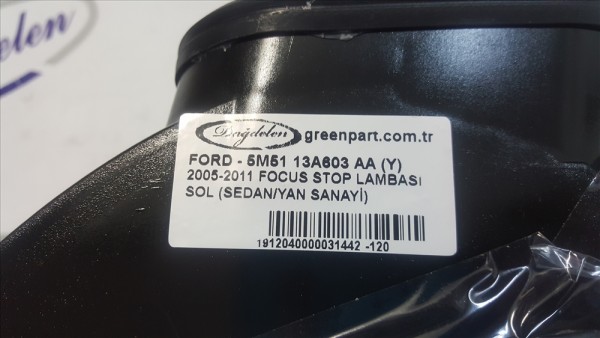 Dağdelen greenpart.com.tr
FORD - 5M51 13A603 AA (Y)
2005-2011 FOCUS STOP LAMBASI
SOL (SEDAN/YAN SANAYİ)
1912040000031442 -120